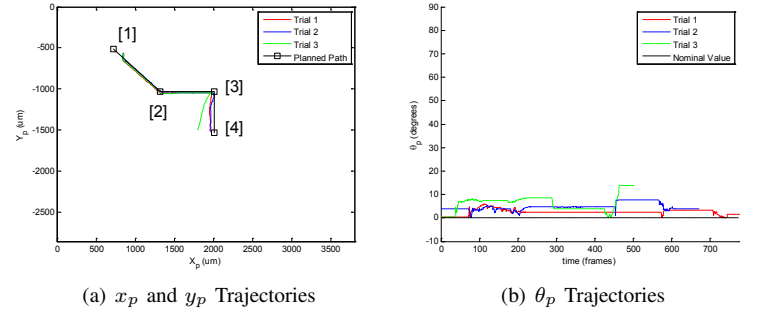 0
-500
-1000
-1500
-2000
-2500
Y_p (um)
0 500 1000 1500 2000 2500 3000 3500
X_p (um)
[1]
[2]
[3]
[4]
Trial 1
Trial 2
Trial 3
Planned Path
(a) x_p and y_p Trajectories
90
80
70
60
50
40
30
20
10
0
-10
θ_p (degrees)
0 100 200 300 400 500 600 700
time (frames)
Trial 1
Trial 2
Trial 3
Nominal Value
(b) θ_p Trajectories